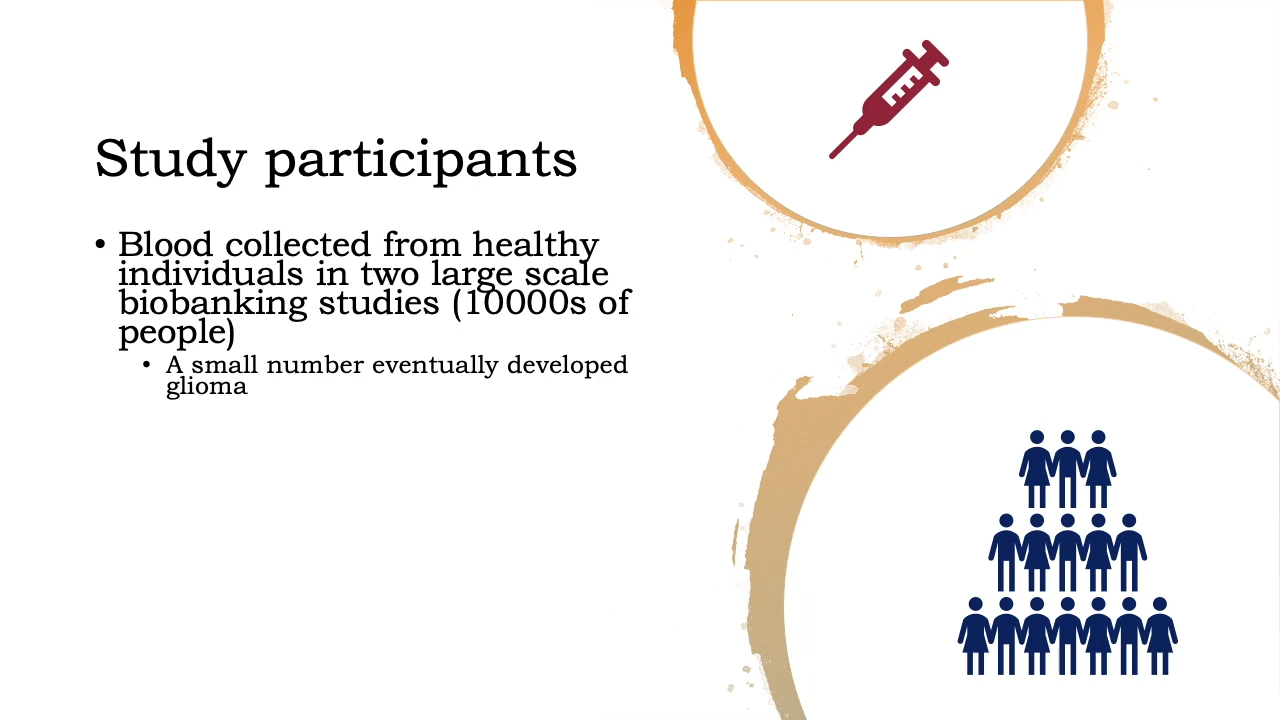 Study participants
• Blood collected from healthy
individuals in two large scale
biobanking studies (10000s of
people)
• A small number eventually developed
glioma